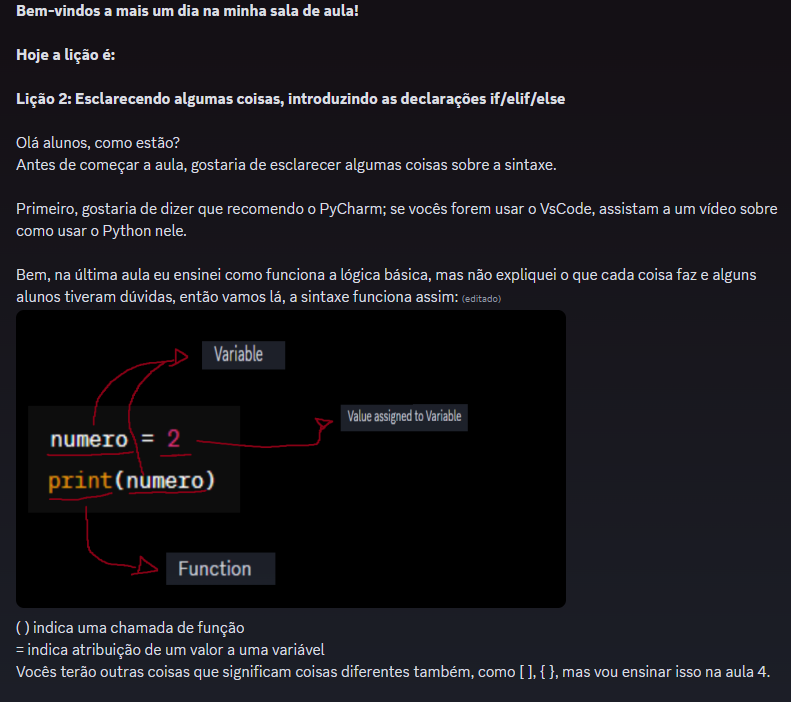 Bem-vindos a mais um dia na minha sala de aula!
Hoje a lição é:
Lição 2: Esclarecendo algumas coisas, introduzindo as declarações if/elif/else
Olá alunos, como estão?
Antes de começar a aula, gostaria de esclarecer algumas coisas sobre a sintaxe.
Primeiro, gostaria de dizer que recomendo o PyCharm; se vocês forem usar o VsCode, assistam a um vídeo sobre
como usar o Python nele.
Bem, na última aula eu ensinei como funciona a lógica básica, mas não expliquei o que cada coisa faz e alguns
alunos tiveram dúvidas, então vamos lá, a sintaxe funciona assim: (editado)
Variable
Value assigned to Variable
numero = 2
print(numero)
Function
( ) indica uma chamada de função
= indica atribuição de um valor a uma variável
Vocês terão outras coisas que significam coisas diferentes também, como [ ], { }, mas vou ensinar isso na aula 4.